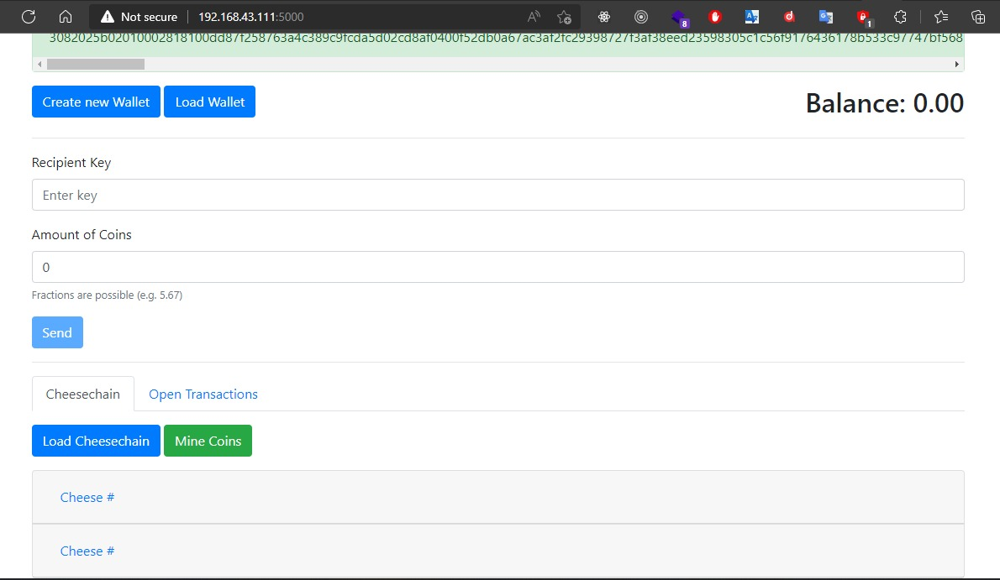 Not secure 192.168.43.111:5000
8
1
3082025b02010002818100dd87f258763a4c389c9fcda5d02cd8af0400f52db0a67ac3af2fc29398727f3af38eed23598305c1c56f9176436178b533c97747bf568
Create new Wallet Load Wallet Balance: 0.00
Recipient Key
Enter key
Amount of Coins
0
Fractions are possible (e.g. 5.67)
Send
Cheesechain Open Transactions
Load Cheesechain Mine Coins
Cheese #
Cheese #